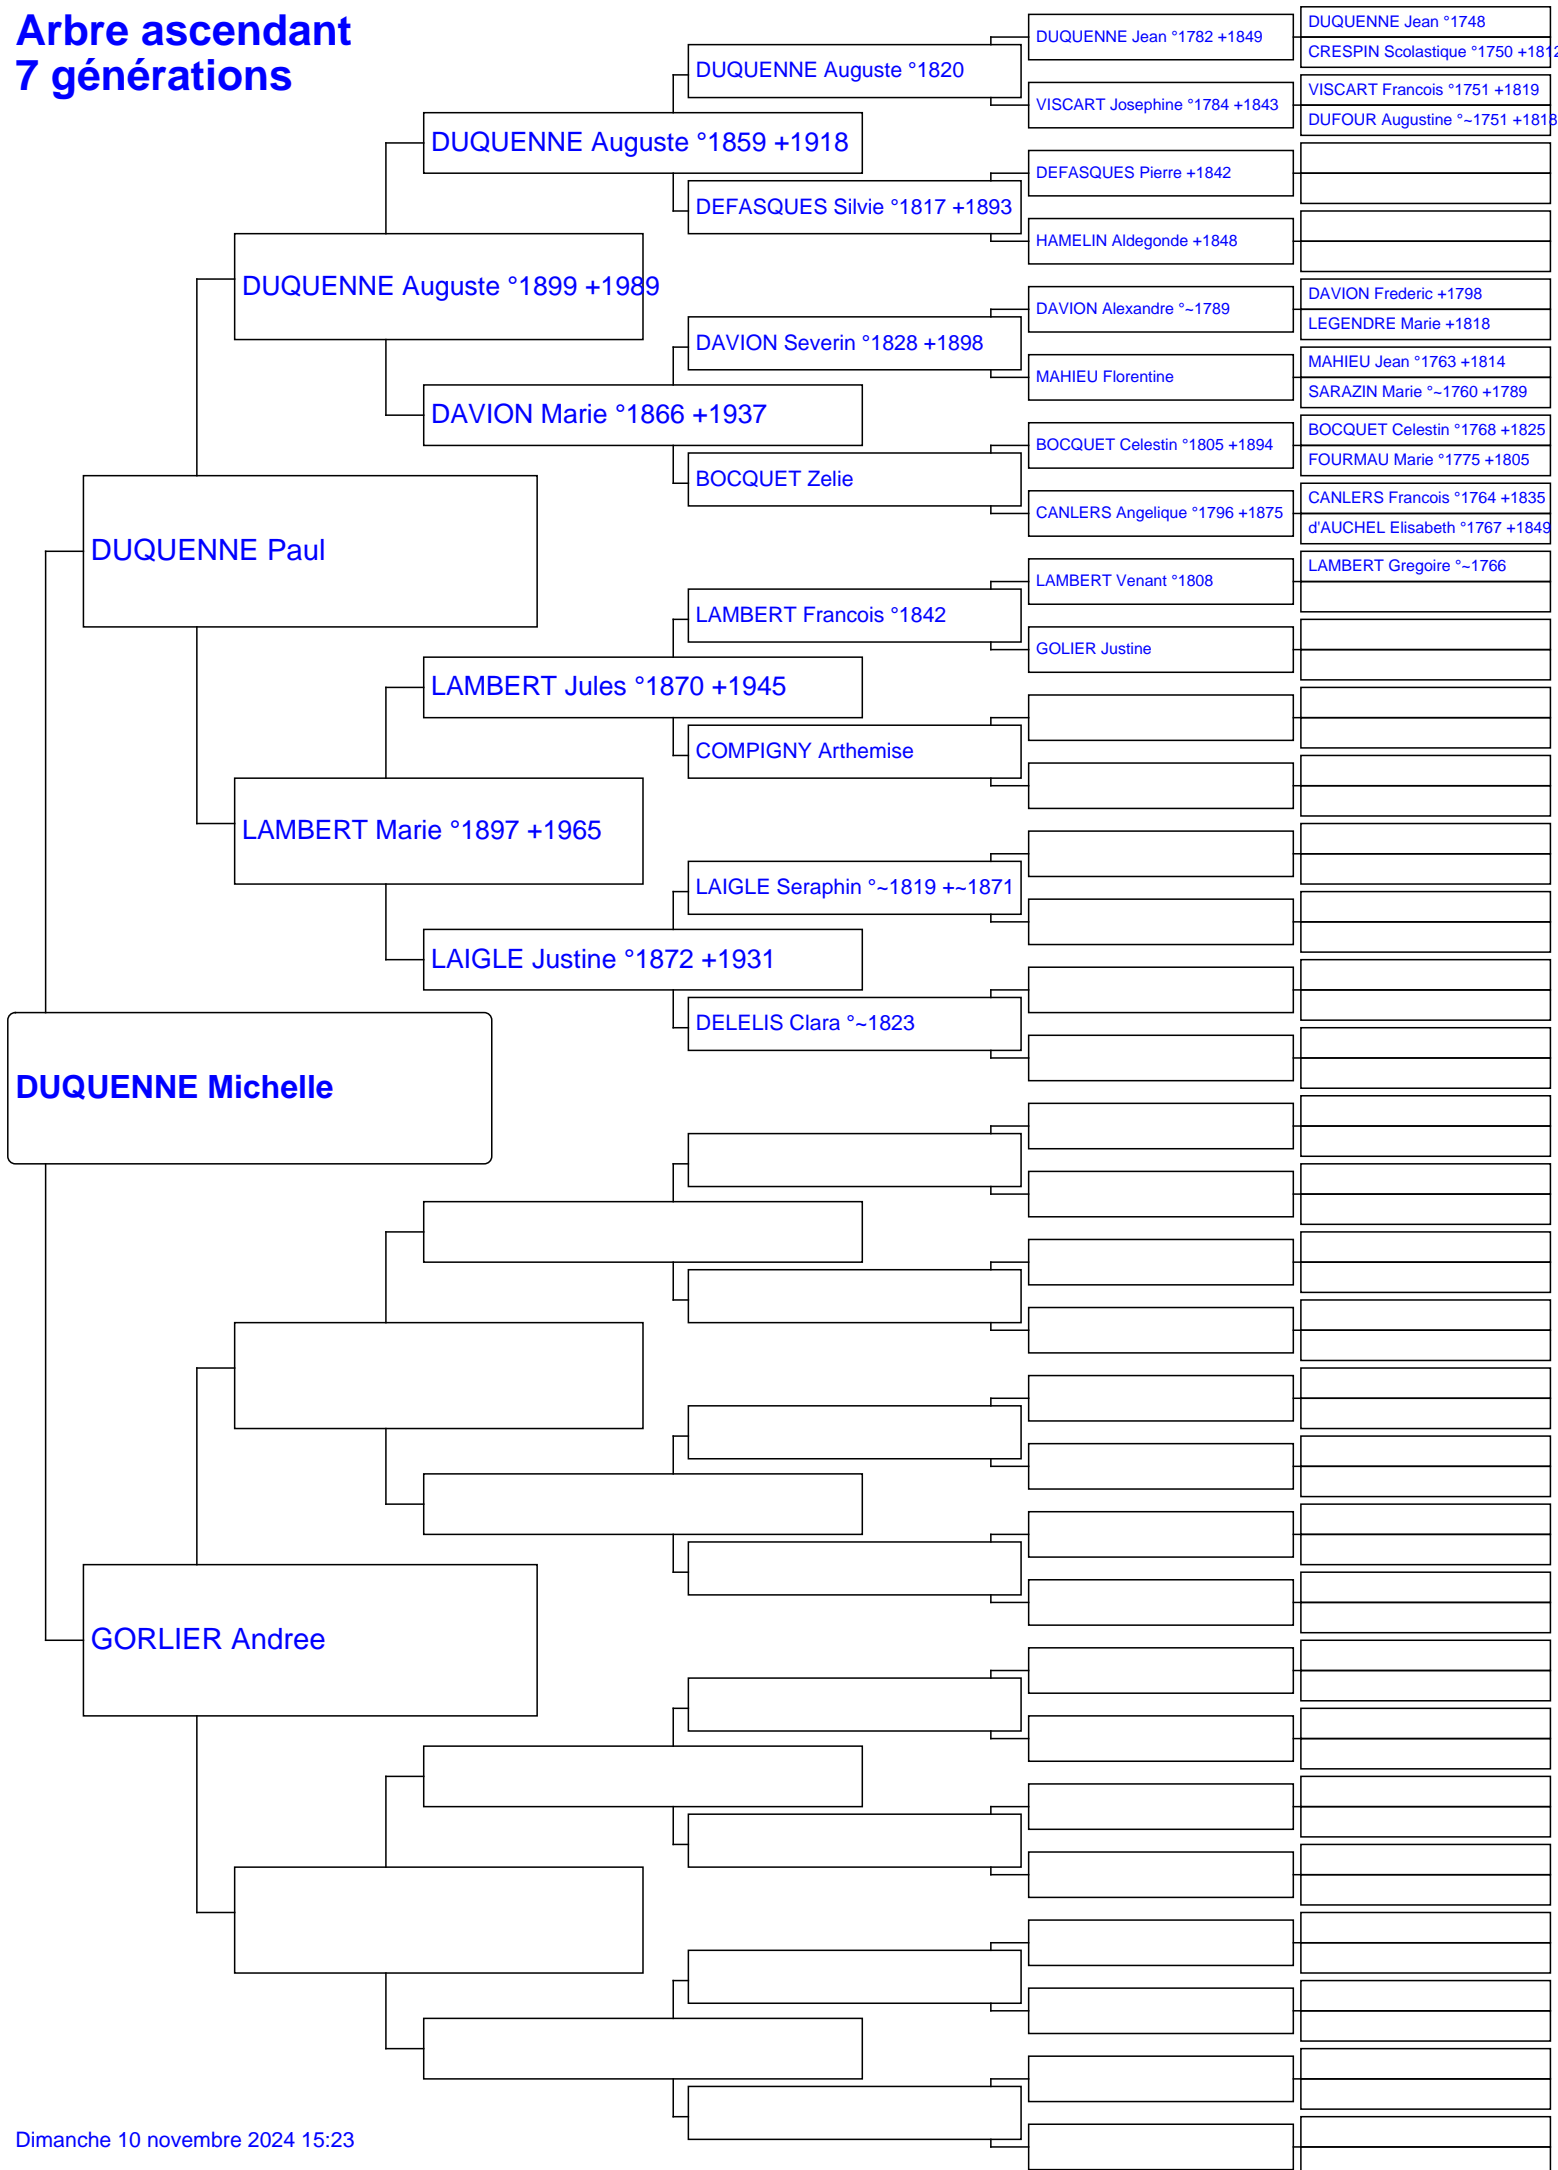 Arbre ascendant
7 générations
DUQUENNE Michelle
DUQUENNE Paul
GORLIER Andree
DUQUENNE Auguste °1899 +1989
LAMBERT Marie °1897 +1965
DUQUENNE Auguste °1859 +1918
DAVION Marie °1866 +1937
LAMBERT Jules °1870 +1945
LAIGLE Justine °1872 +1931
DUQUENNE Auguste °1820
DEFASQUES Silvie °1817 +1893
DAVION Severin °1828 +1898
BOCQUET Zelie
LAMBERT Francois °1842
COMPIGNY Arthemise
LAIGLE Seraphin °~1819 +~1871
DELELIS Clara °~1823
DUQUENNE Jean °1782 +1849
VISCART Josephine °1784 +1843
DEFASQUES Pierre +1842
HAMELIN Aldegonde +1848
DAVION Alexandre °~1789
MAHIEU Florentine
BOCQUET Celestin °1805 +1894
CANLERS Angelique °1796 +1875
LAMBERT Venant °1808
GOLIER Justine
DUQUENNE Jean °1748
CRESPIN Scolastique °1750 +1812
VISCART Francois °1751 +1819
DUFOUR Augustine °~1751 +1818
DAVION Frederic +1798
LEGENDRE Marie +1818
MAHIEU Jean °1763 +1814
SARAZIN Marie °~1760 +1789
BOCQUET Celestin °1768 +1825
FOURMAU Marie °1775 +1805
CANLERS Francois °1764 +1835
d'AUCHEL Elisabeth °1767 +1849
LAMBERT Gregoire °~1766
Dimanche 10 novembre 2024 15:23